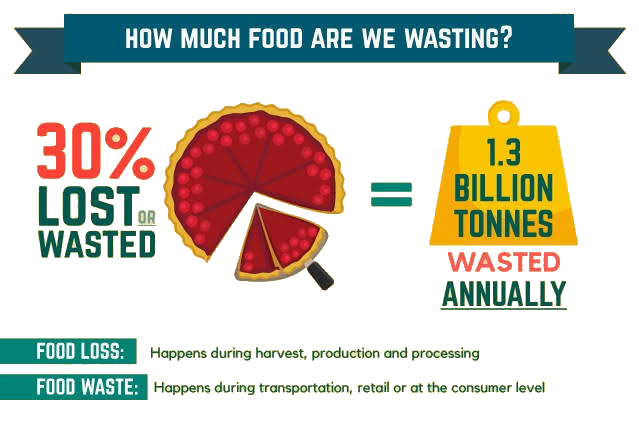 HOW MUCH FOOD ARE WE WASTING?
30%
LOST OR
WASTED
=
1.3
BILLION
TONNES
WASTED
ANNUALLY
FOOD LOSS: Happens during harvest, production and processing
FOOD WASTE: Happens during transportation, retail or at the consumer level